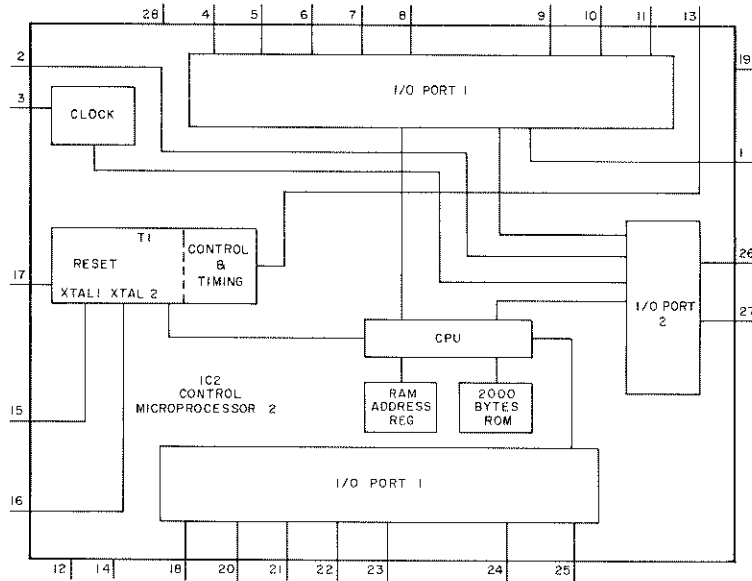 28 4 5 6 7 8 9 10 11 13
2
19
I/O PORT 1
3
CLOCK
1
T1
CONTROL
& 
TIMING
RESET
26
17
XTAL1 XTAL 2
I/O PORT
2
27
CPU
IC2
CONTROL
MICROPROCESSOR 2
RAM
ADDRESS
REG
2000
BYTES
ROM
15
I/O PORT 1
16
12 14 18 20 21 22 23 24 25